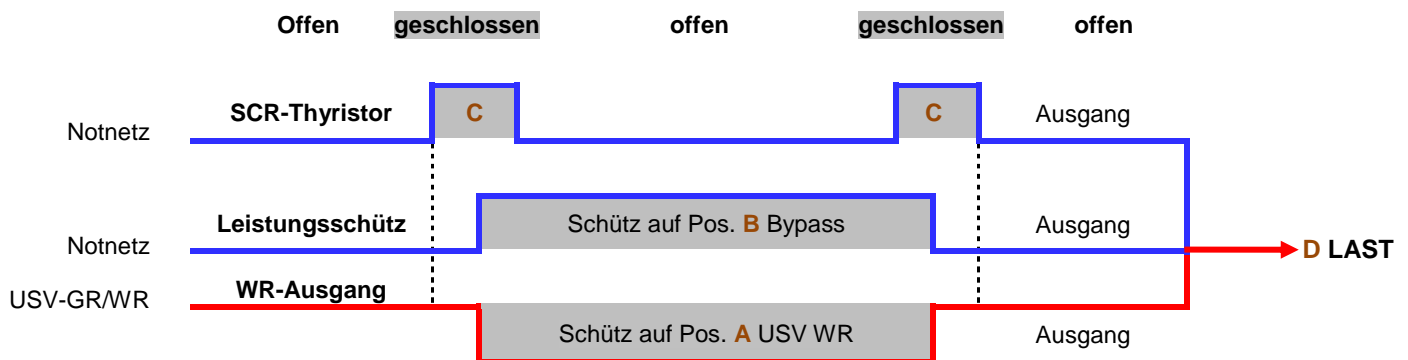 Offen geschlossen offen geschlossen offen
SCR-Thyristor C C Ausgang
Notnetz
Leistungsschütz Schütz auf Pos. B Bypass Ausgang
Notnetz D LAST
WR-Ausgang
USV-GR/WR
Schütz auf Pos. A USV WR Ausgang